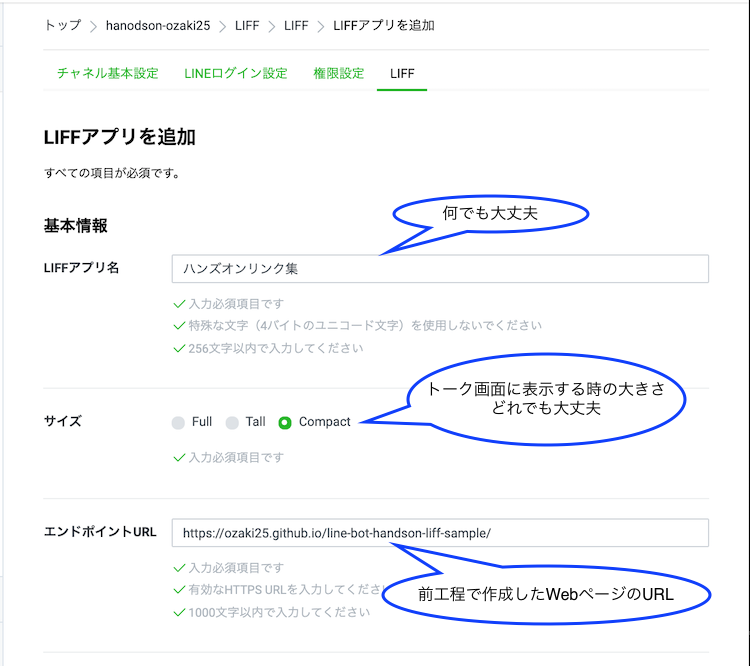 トップ > hanodson-ozaki25 > LIFF > LIFF > LIFFアプリを追加
チャネル基本設定 LINEログイン設定 権限設定 LIFF
LIFFアプリを追加
すべての項目が必須です。
何でも大丈夫
基本情報
LIFFアプリ名 ハンズオンリンク集
入力必須項目です
特殊な文字（4バイトのユニコード文字）を使用しないでください
256文字以内で入力してください
トーク画面に表示する時の大きさ
どれでも大丈夫
サイズ Full Tall Compact
入力必須項目です
エンドポイントURL https://ozaki25.github.io/line-bot-handson-liff-sample/
入力必須項目です
有効なHTTPS URLを入力してくださ
前工程で作成したWebページのURL
1000文字以内で入力してください